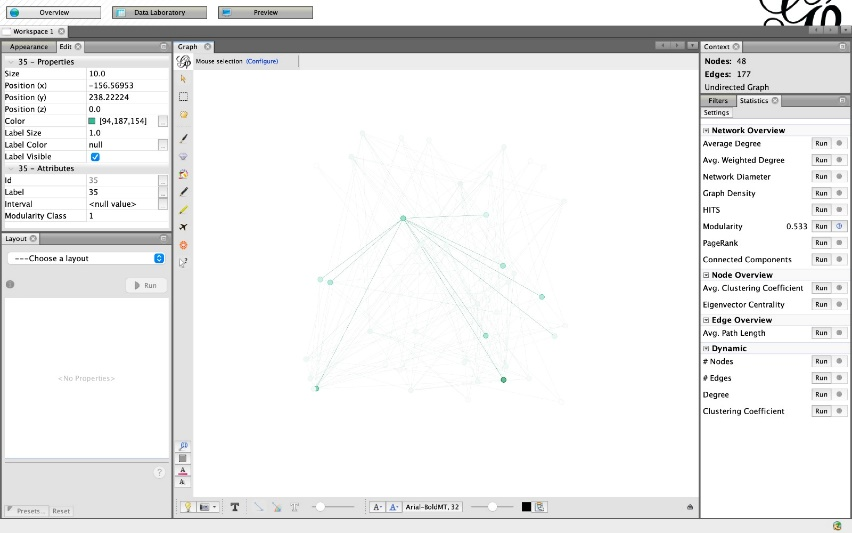 Overview Data Laboratory Preview
Workspace 1
Appearance Edit
35 - Properties
Size 10.0
Position (x) -156.56953
Position (y) 238.22224
Position (z) 0.0
Color [94,187,154]
Label Size 1.0
Label Color null
Label Visible
35 - Attributes
Id 35
Label 35
Interval <null value>
Modularity Class 1
Layout
---Choose a layout
Run
<No Properties>
?
Presets... Reset
Graph
Mouse selection (Configure)
T T A- A- Arial-BoldMT, 32
Context
Nodes: 48
Edges: 177
Undirected Graph
Filters Statistics
Settings
Network Overview
Average Degree Run
Avg. Weighted Degree Run
Network Diameter Run
Graph Density Run
HITS Run
Modularity 0.533 Run
PageRank Run
Connected Components Run
Node Overview
Avg. Clustering Coefficient Run
Eigenvector Centrality Run
Edge Overview
Avg. Path Length Run
Dynamic
# Nodes Run
# Edges Run
Degree Run
Clustering Coefficient Run